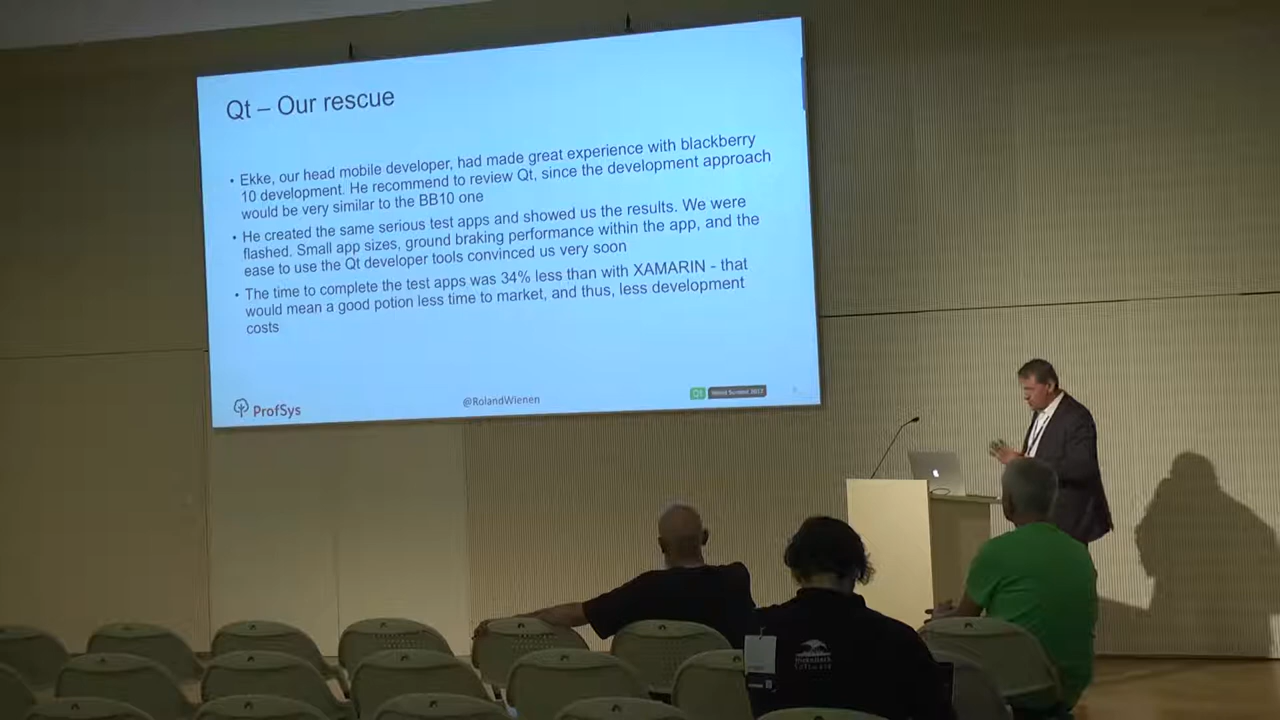 Qt – Our rescue
• Ekke, our head mobile developer, had made great experience with blackberry
10 development. He recommend to review Qt, since the development approach
would be very similar to the BB10 one
• He created the same serious test apps and showed us the results. We were
flashed. Small app sizes, ground braking performance within the app, and the
ease to use the Qt developer tools convinced us very soon
• The time to complete the test apps was 34% less than with XAMARIN - that
would mean a good potion less time to market, and thus, less development
costs
ProfSys
@RolandWienen
Qt World Summit 2017
software